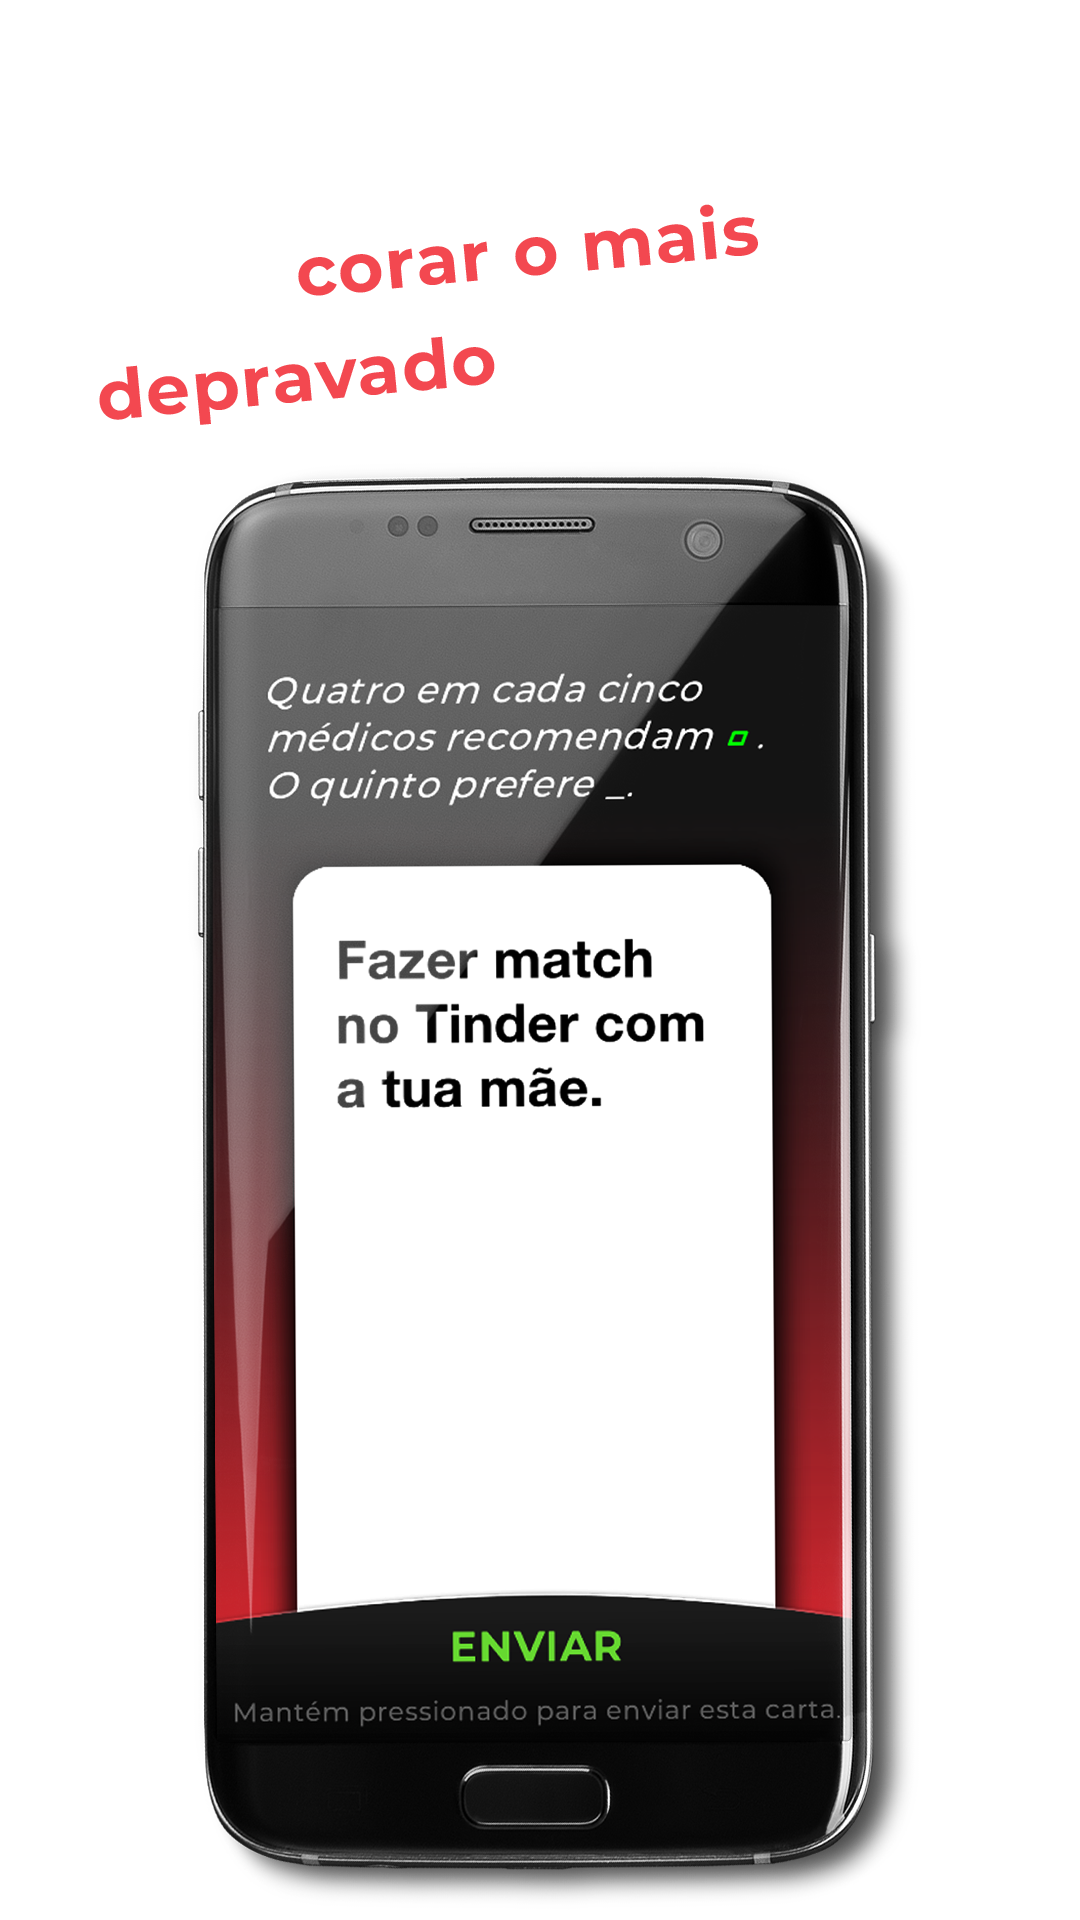 corar o mais
depravado
Quatro em cada cinco
médicos recomendam ▫ .
O quinto prefere _.
Fazer match
no Tinder com
a tua mãe.
ENVIAR
Mantém pressionado para enviar esta carta.